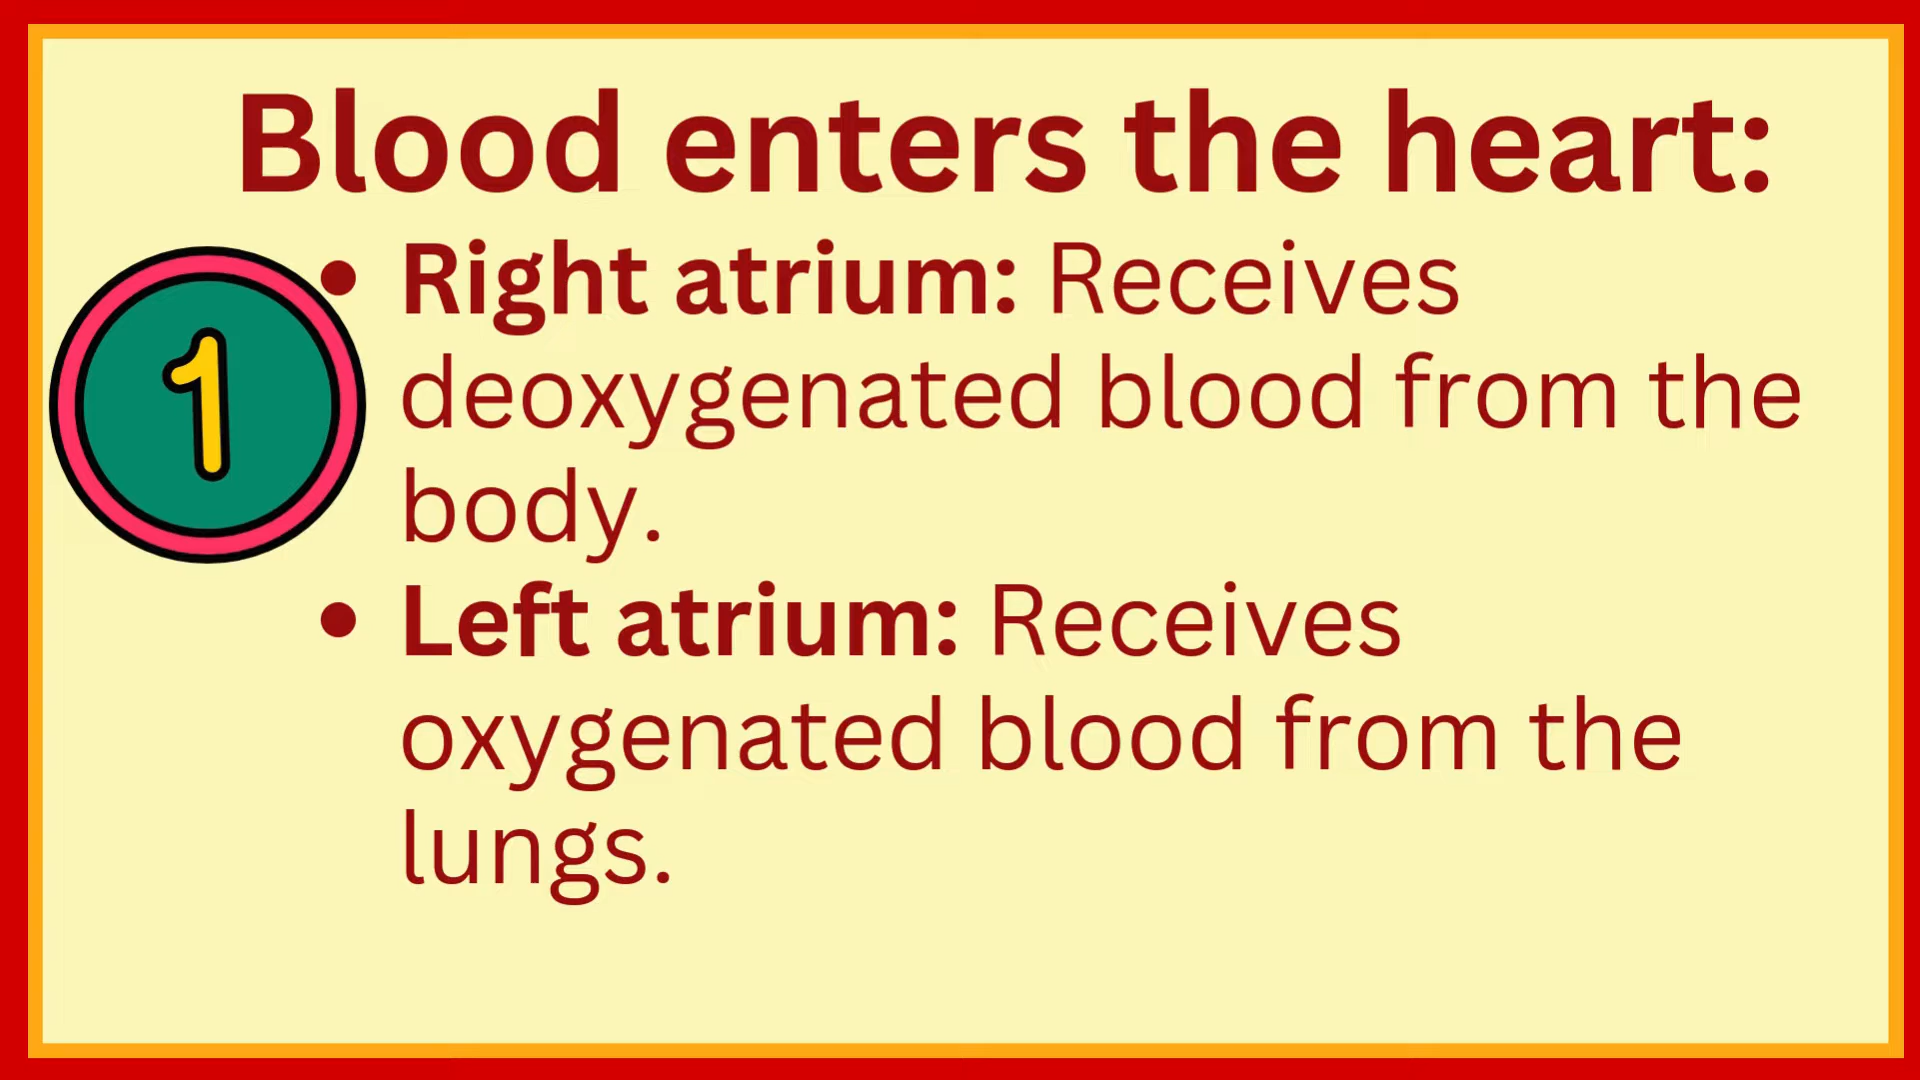 Blood enters the heart:
1
• Right atrium: Receives
deoxygenated blood from the
body.
• Left atrium: Receives
oxygenated blood from the
lungs.